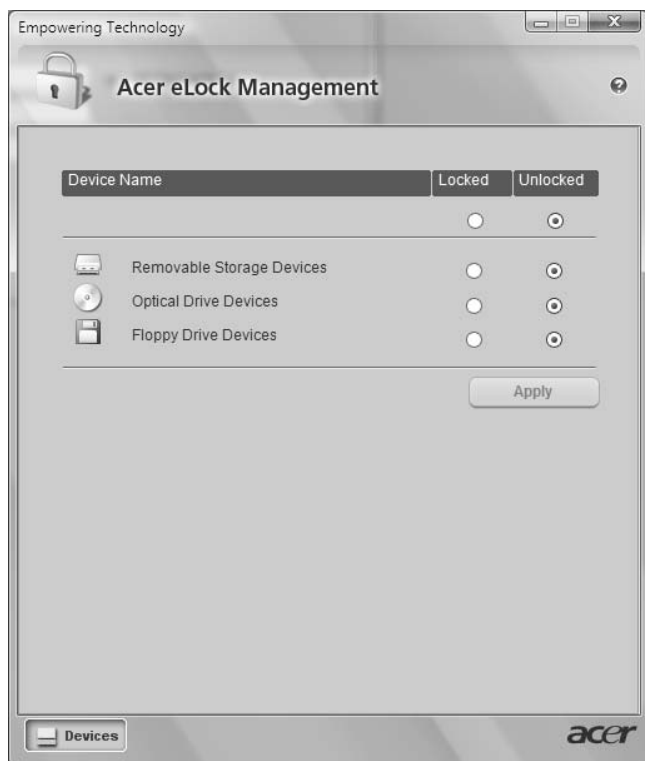 Empowering Technology
Acer eLock Management
Device Name Locked Unlocked
Removable Storage Devices
Optical Drive Devices
Floppy Drive Devices
Apply
Devices
acer